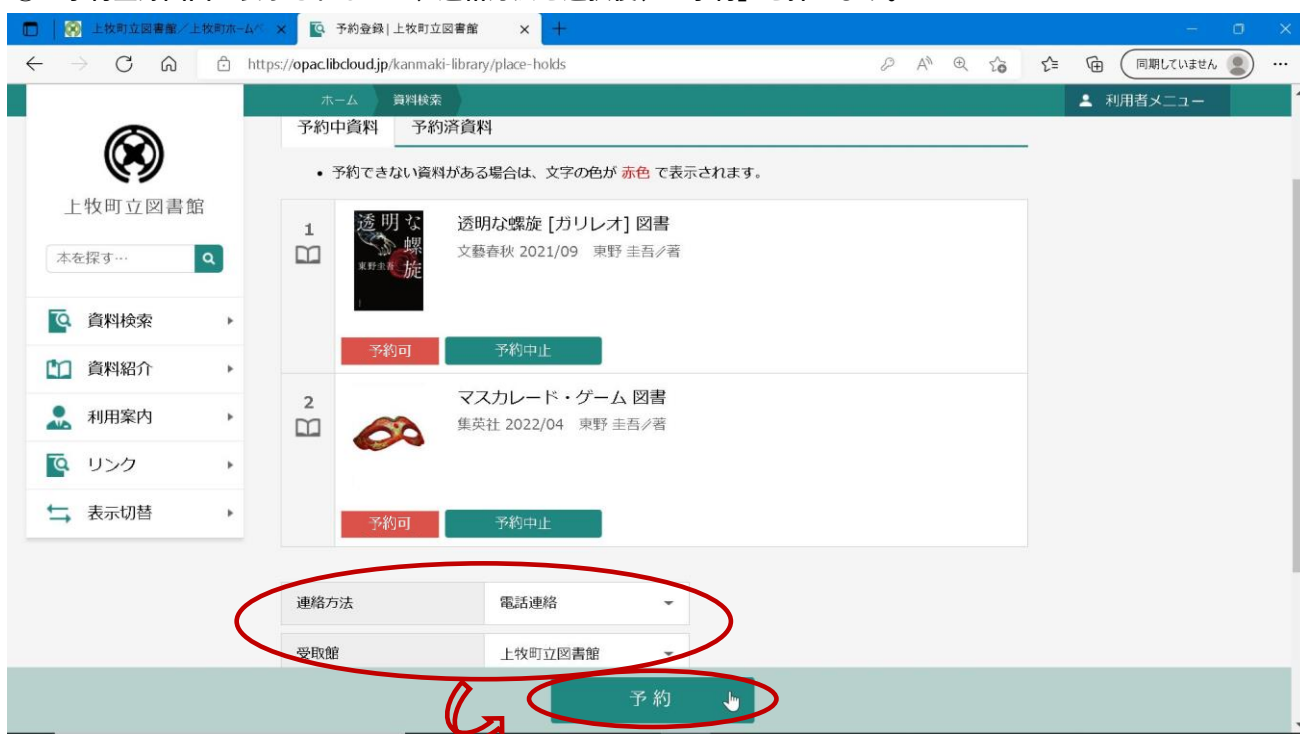 上牧町立図書館／上牧町ホームペ
予約登録 | 上牧町立図書館
https://opac.libcloud.jp/kanmaki-library/place-holds
同期していません
ホーム
資料検索
利用者メニュー
予約中資料
予約済資料
• 予約できない資料がある場合は、文字の色が 赤色 で表示されます。
上牧町立図書館
本を探す…
資料検索
資料紹介
利用案内
リンク
表示切替
1
透明な螺旋
東野圭吾
透明な螺旋 [ガリレオ] 図書
文藝春秋 2021/09 東野 圭吾／著
予約可
予約中止
2
マスカレード・ゲーム 図書
集英社 2022/04 東野 圭吾／著
予約可
予約中止
連絡方法
電話連絡
受取館
上牧町立図書館
予約